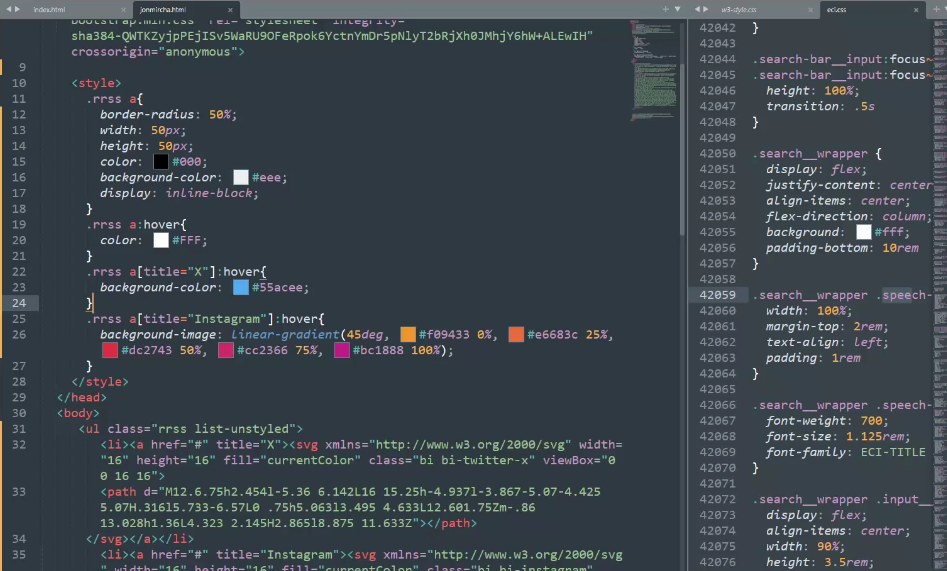 index.html
jonmircha.html
bootstrap.min.css" rel="stylesheet" integrity="
sha384-QWTKZyjpPEjISv5WaRU9OFeRpok6YctnYmDr5pNlyT2bRjXh0JMhjY6hW+ALEwIH"
crossorigin="anonymous">
9
10 <style>
11 .rrss a{
12 border-radius: 50%;
13 width: 50px;
14 height: 50px;
15 color: #000;
16 background-color: #eee;
17 display: inline-block;
18 }
19 .rrss a:hover{
20 color: #FFF;
21 }
22 .rrss a[title="X"]:hover{
23 background-color: #55acee;
24 }
25 .rrss a[title="Instagram"]:hover{
26 background-image: linear-gradient(45deg, #f09433 0%, #e6683c 25%,
#dc2743 50%, #cc2366 75%, #bc1888 100%);
27 }
28 </style>
29 </head>
30 <body>
31 <ul class="rrss list-unstyled">
32 <li><a href="#" title="X"><svg xmlns="http://www.w3.org/2000/svg" width=
"16" height="16" fill="currentColor" class="bi bi-twitter-x" viewBox="0
0 16 16">
33 <path d="M12.6.75h2.454l-5.36 6.142L16 15.25h-4.937l-3.867-5.07-4.425
5.07H.316l5.733-6.57L0 .75h5.063l3.495 4.633L12.601.75Zm-.86
13.028h1.36L4.323 2.145H2.865l8.875 11.633Z"></path>
34 </svg></a></li>
35 <li><a href="#" title="Instagram"><svg xmlns="http://www.w3.org/2000/svg
" width="16" height="16" fill="currentColor" class="bi bi-instagram"
w3-style.css
eci.css
42042 }
42043
42044 .search-bar__input:focus~
42045 .search-bar__input:focus~
42046 height: 100%;
42047 transition: .5s
42048 }
42049
42050 .search__wrapper {
42051 display: flex;
42052 justify-content: center
42053 align-items: center;
42054 flex-direction: column;
42055 background: #fff;
42056 padding-bottom: 10rem
42057 }
42058
42059 .search__wrapper .speech-
42060 width: 100%;
42061 margin-top: 2rem;
42062 text-align: left;
42063 padding: 1rem
42064 }
42065
42066 .search__wrapper .speech-
42067 font-weight: 700;
42068 font-size: 1.125rem;
42069 font-family: ECI-TITLE
42070 }
42071
42072 .search__wrapper .input__
42073 display: flex;
42074 align-items: center;
42075 width: 90%;
42076 height: 3.5rem;